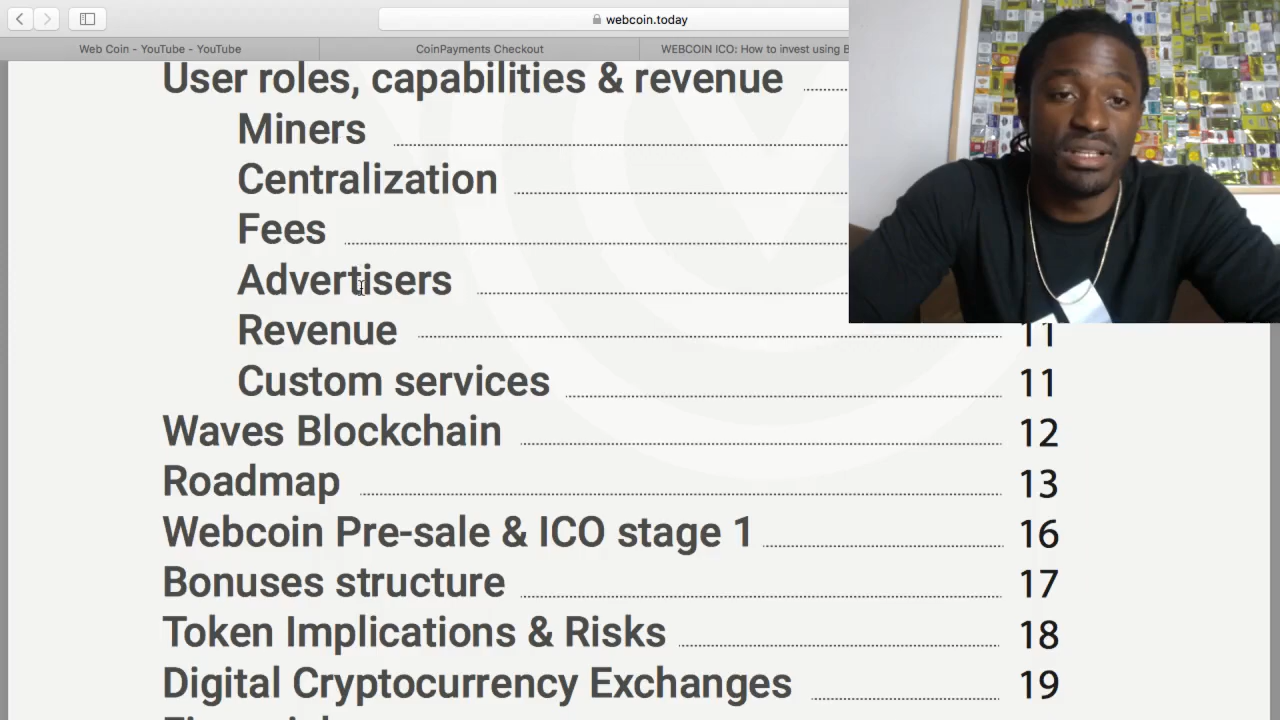 webcoin.today
Web Coin - YouTube - YouTube
CoinPayments Checkout
WEBCOIN ICO: How to invest using
User roles, capabilities & revenue
Miners
Centralization
Fees
Advertisers
Revenue 11
Custom services 11
Waves Blockchain 12
Roadmap 13
Webcoin Pre-sale & ICO stage 1 16
Bonuses structure 17
Token Implications & Risks 18
Digital Cryptocurrency Exchanges 19